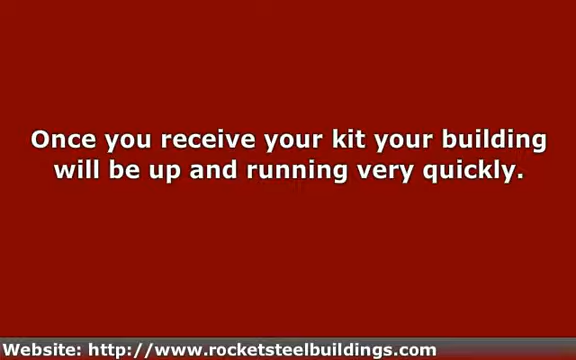 Once you receive your kit your building
will be up and running very quickly.
Website: http://www.rocketsteelbuildings.com